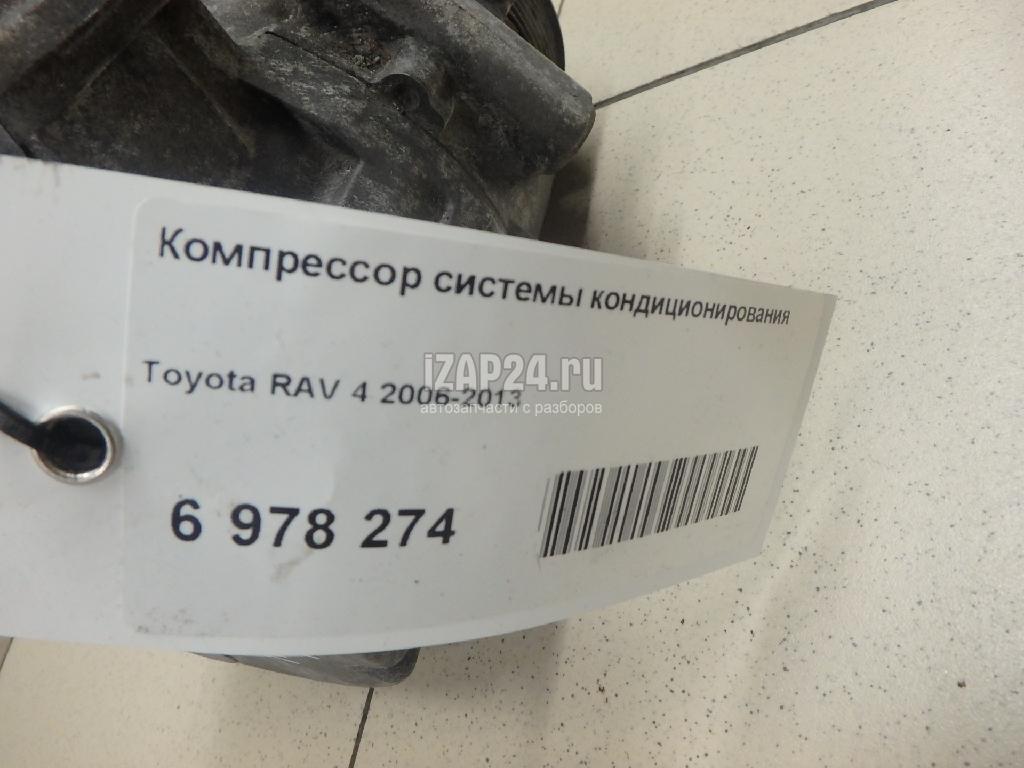 Компрессор системы кондиционирования
iZAP24.ru
Toyota RAV 4 2006-2013
автозапчасти с разборов
6 978 274